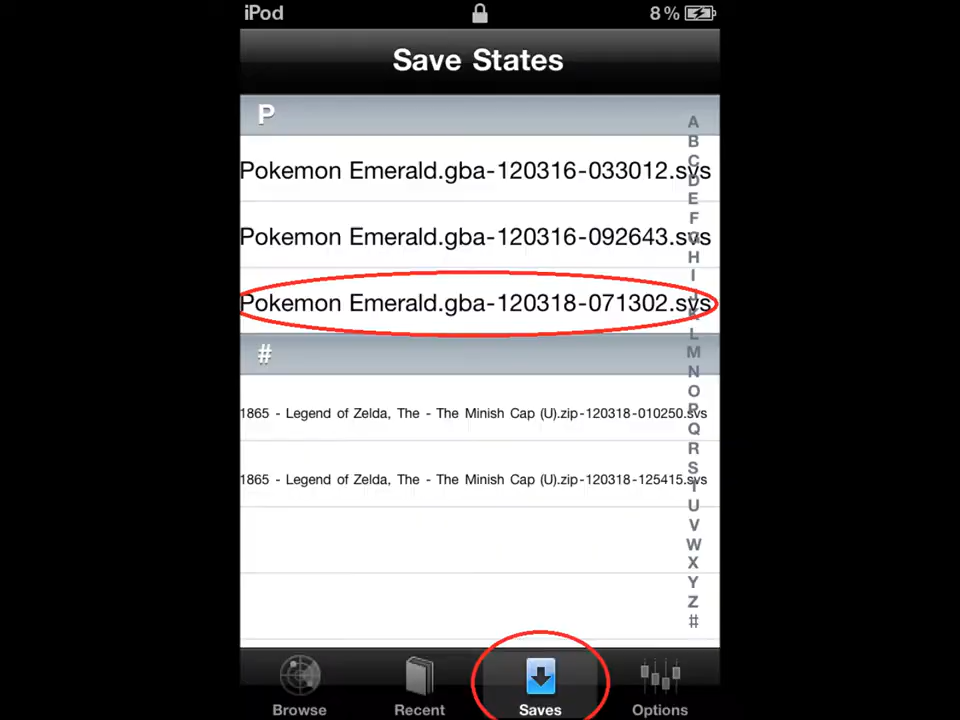 iPod 8%
Save States
P
Pokemon Emerald.gba-120316-033012.svs
Pokemon Emerald.gba-120316-092643.svs
Pokemon Emerald.gba-120318-071302.svs
#
1865 - Legend of Zelda, The - The Minish Cap (U).zip-120318-010250.svs
1865 - Legend of Zelda, The - The Minish Cap (U).zip-120318-125415.svs
A
B
C
D
E
F
G
H
I
J
K
L
M
N
O
P
Q
R
S
T
U
V
W
X
Y
Z
#
Browse Recent Saves Options